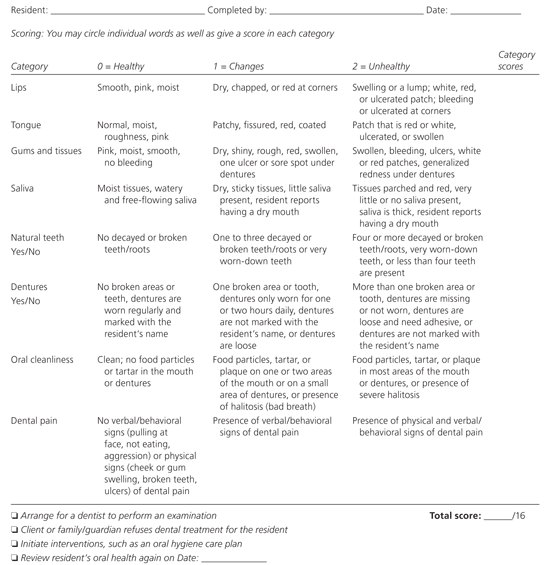 Resident: ______________ Completed by: ______________ Date: ______________
Scoring: You may circle individual words as well as give a score in each category
Category
scores
Category 0 = Healthy 1 = Changes 2 = Unhealthy
Lips
Smooth, pink, moist
Dry, chapped, or red at corners
Swelling or a lump; white, red,
or ulcerated patch; bleeding
or ulcerated at corners
Tongue
Normal, moist,
roughness, pink
Patchy, fissured, red, coated
Patch that is red or white,
ulcerated, or swollen
Gums and tissues
Pink, moist, smooth,
no bleeding
Dry, shiny, rough, red, swollen,
one ulcer or sore spot under
dentures
Swollen, bleeding, ulcers, white
or red patches, generalized
redness under dentures
Saliva
Moist tissues, watery
and free-flowing saliva
Dry, sticky tissues, little saliva
present, resident reports
having a dry mouth
Tissues parched and red, very
little or no saliva present,
saliva is thick, resident reports
having a dry mouth
Natural teeth
Yes/No
No decayed or broken
teeth/roots
One to three decayed or
broken teeth/roots or very
worn-down teeth
Four or more decayed or broken
teeth/roots, very worn-down
teeth, or less than four teeth
are present
Dentures
Yes/No
No broken areas or
teeth, dentures are
worn regularly and
marked with the
resident's name
One broken area or tooth,
dentures only worn for one
or two hours daily, dentures
are not marked with the
resident's name, or dentures
are loose
More than one broken area or
tooth, dentures are missing
or not worn, dentures are
loose and need adhesive, or
dentures are not marked with
the resident's name
Oral cleanliness
Clean; no food particles
or tartar in the mouth
or dentures
Food particles, tartar, or
plaque on one or two areas
of the mouth or on a small
area of dentures, or presence
of halitosis (bad breath)
Food particles, tartar, or plaque
in most areas of the mouth
or dentures, or presence of
severe halitosis
Dental pain
No verbal/behavioral
signs (pulling at
face, not eating,
aggression) or physical
signs (cheek or gum
swelling, broken teeth,
ulcers) of dental pain
Presence of verbal/behavioral
signs of dental pain
Presence of physical and verbal/
behavioral signs of dental pain
❑ Arrange for a dentist to perform an examination
Total score: ______/16
❑ Client or family/guardian refuses dental treatment for the resident
❑ Initiate interventions, such as an oral hygiene care plan
❑ Review resident's oral health again on Date: ______________